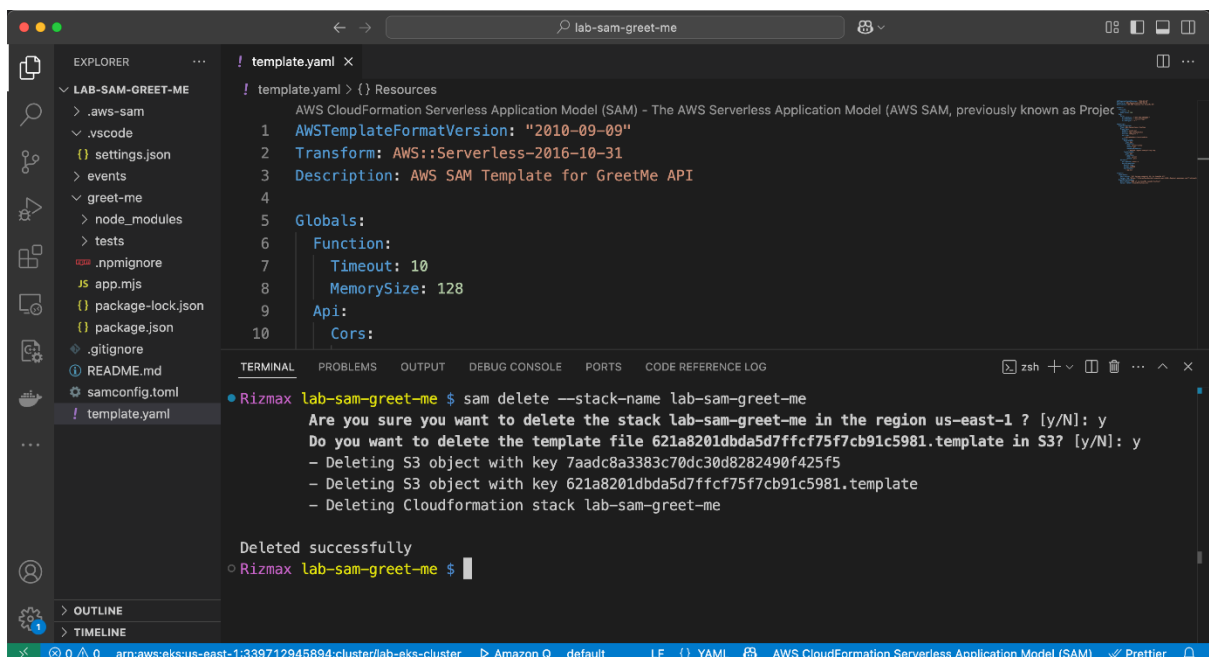 lab-sam-greet-me
EXPLORER
LAB-SAM-GREET-ME
.aws-sam
.vscode
{} settings.json
events
greet-me
node_modules
tests
.npmignore
JS app.mjs
{} package-lock.json
{} package.json
.gitignore
README.md
samconfig.toml
! template.yaml
OUTLINE
TIMELINE
1
! template.yaml ×
! template.yaml > {} Resources
AWS CloudFormation Serverless Application Model (SAM) – The AWS Serverless Application Model (AWS SAM, previously known as Projec
1 AWSTemplateFormatVersion: "2010-09-09"
2 Transform: AWS::Serverless-2016-10-31
3 Description: AWS SAM Template for GreetMe API
4
5 Globals:
6 Function:
7 Timeout: 10
8 MemorySize: 128
9 Api:
10 Cors:
TERMINAL PROBLEMS OUTPUT DEBUG CONSOLE PORTS CODE REFERENCE LOG zsh
Rizmax lab-sam-greet-me $ sam delete --stack-name lab-sam-greet-me
Are you sure you want to delete the stack lab-sam-greet-me in the region us-east-1 ? [y/N]: y
Do you want to delete the template file 621a8201dbda5d7ffcf75f7cb91c5981.template in S3? [y/N]: y
- Deleting S3 object with key 7aadc8a3383c70dc30d8282490f425f5
- Deleting S3 object with key 621a8201dbda5d7ffcf75f7cb91c5981.template
- Deleting Cloudformation stack lab-sam-greet-me
Deleted successfully
Rizmax lab-sam-greet-me $
0 0 arn:aws:eks:us-east-1:339712945894:cluster/lab-eks-cluster Amazon Q default LF {} YAML AWS CloudFormation Serverless Application Model (SAM) Prettier